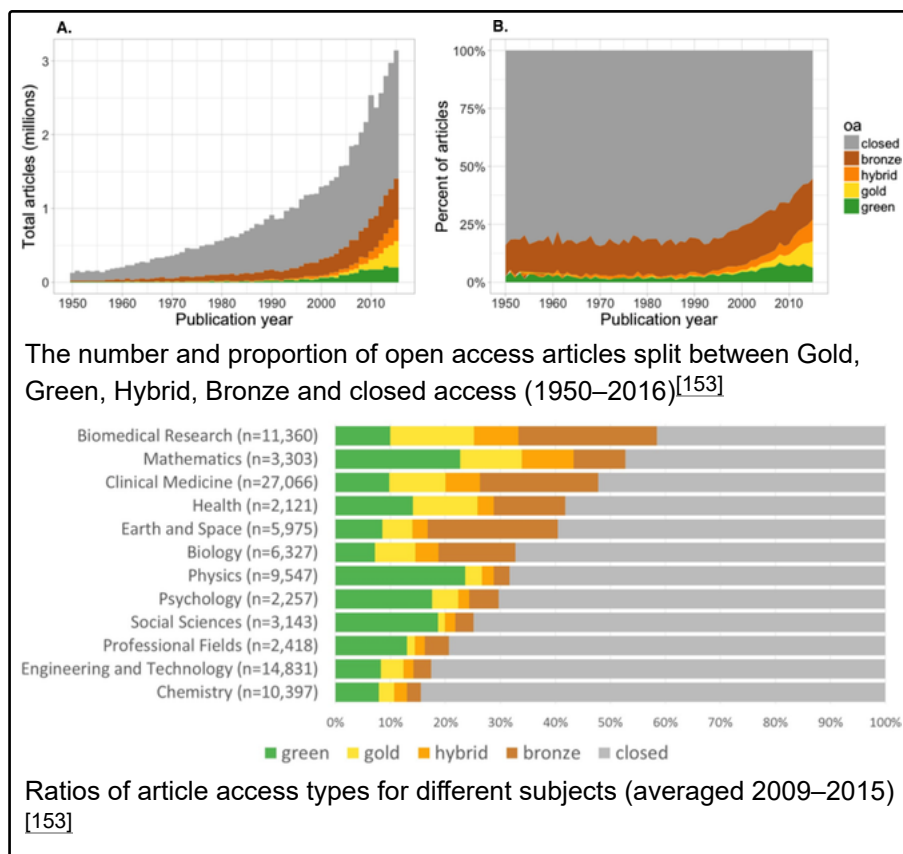 A.
B.
Total articles (millions)
3
2
1
0
1950 1960 1970 1980 1990 2000 2010
Publication year
Percent of articles
100%
75%
50%
25%
0%
1950 1960 1970 1980 1990 2000 2010
Publication year
oa
closed
bronze
hybrid
gold
green
The number and proportion of open access articles split between Gold,
Green, Hybrid, Bronze and closed access (1950–2016)[153]
Biomedical Research (n=11,360)
Mathematics (n=3,303)
Clinical Medicine (n=27,066)
Health (n=2,121)
Earth and Space (n=5,975)
Biology (n=6,327)
Physics (n=9,547)
Psychology (n=2,257)
Social Sciences (n=3,143)
Professional Fields (n=2,418)
Engineering and Technology (n=14,831)
Chemistry (n=10,397)
0% 10% 20% 30% 40% 50% 60% 70% 80% 90% 100%
green gold hybrid bronze closed
Ratios of article access types for different subjects (averaged 2009–2015)
[153]